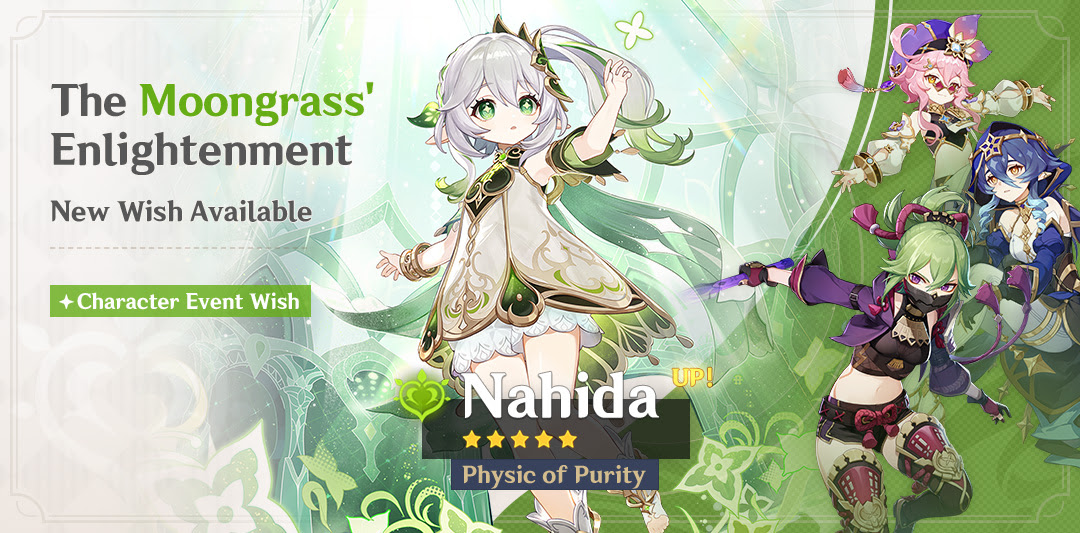 The Moongrass'
Enlightenment
New Wish Available
Character Event Wish
Nahida UP!
Physic of Purity